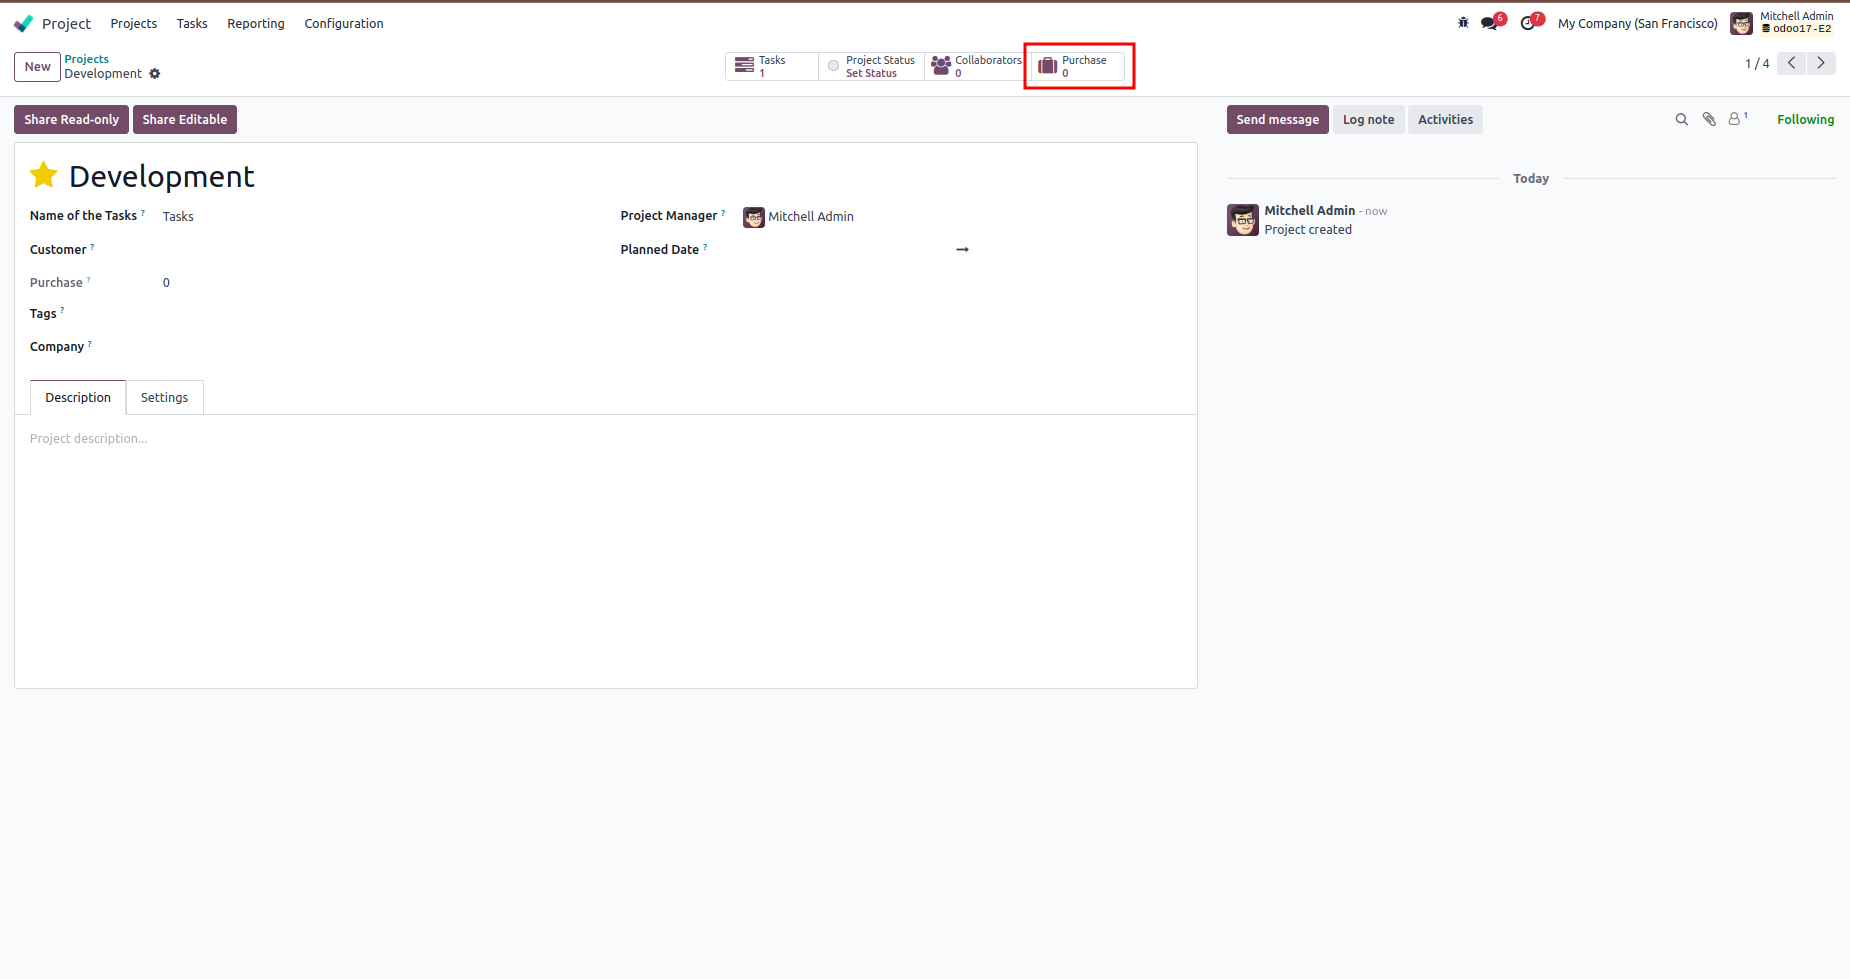 Project Projects Tasks Reporting Configuration
6 7 My Company (San Francisco) Mitchell Admin
odoo17-E2
New Projects
Development
Tasks
1
Project Status
Set Status
Collaborators
0
Purchase
0
1 / 4
Share Read-only Share Editable
Send message Log note Activities
1 Following
Development
Name of the Tasks ? Tasks
Project Manager ? Mitchell Admin
Customer ?
Planned Date ? →
Purchase ? 0
Tags ?
Company ?
Description Settings
Project description...
Today
Mitchell Admin - now
Project created